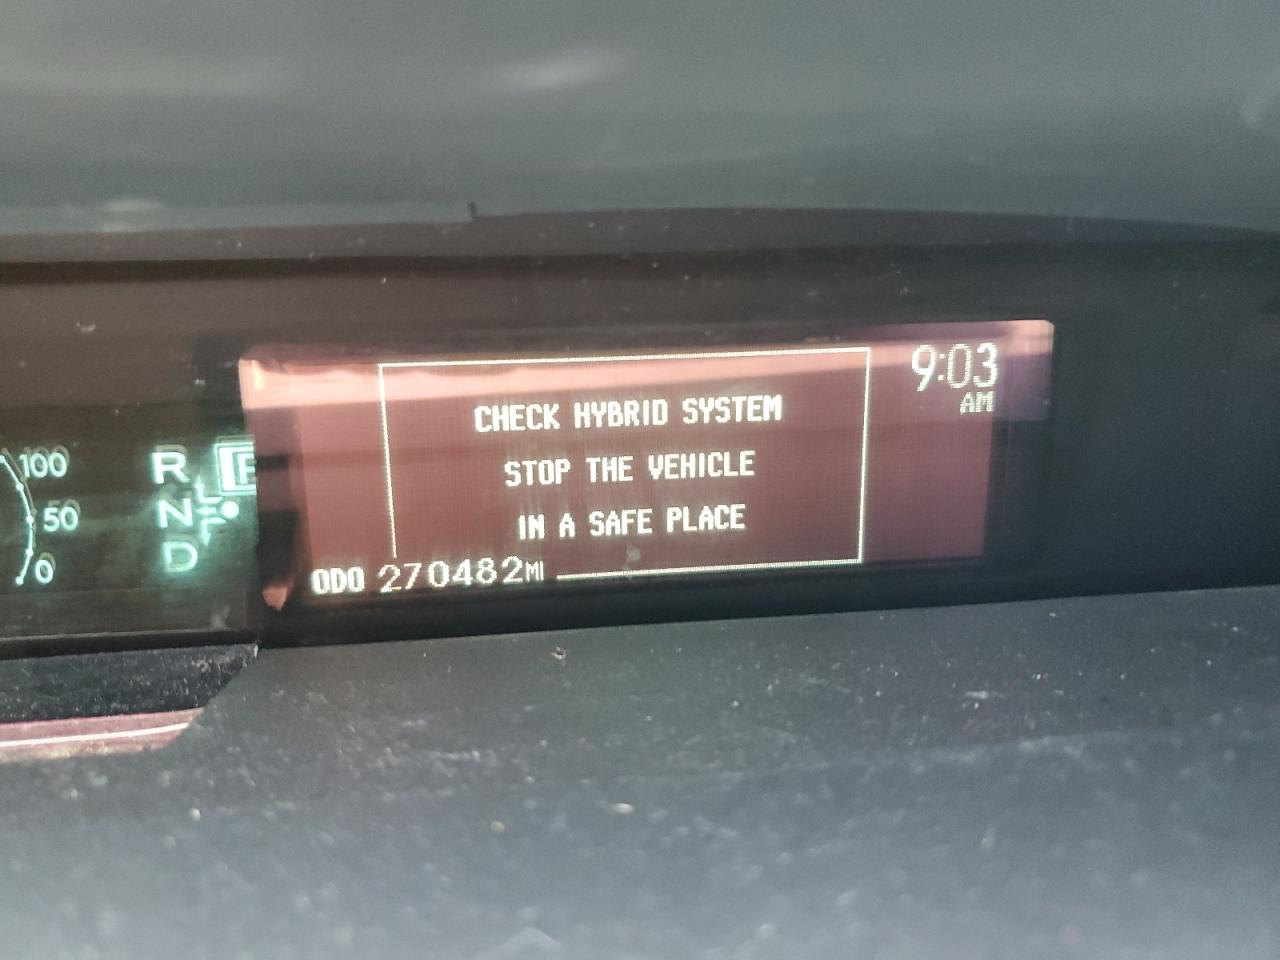 9:03
AM
CHECK HYBRID SYSTEM
STOP THE VEHICLE
IN A SAFE PLACE
ODO 270482MI
100
50
0
R
N
D